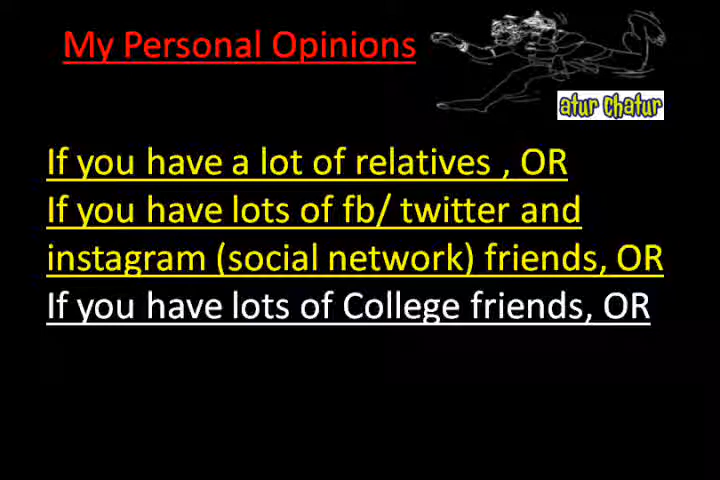 My Personal Opinions
atur chatur
If you have a lot of relatives , OR
If you have lots of fb/ twitter and
instagram (social network) friends, OR
If you have lots of College friends, OR